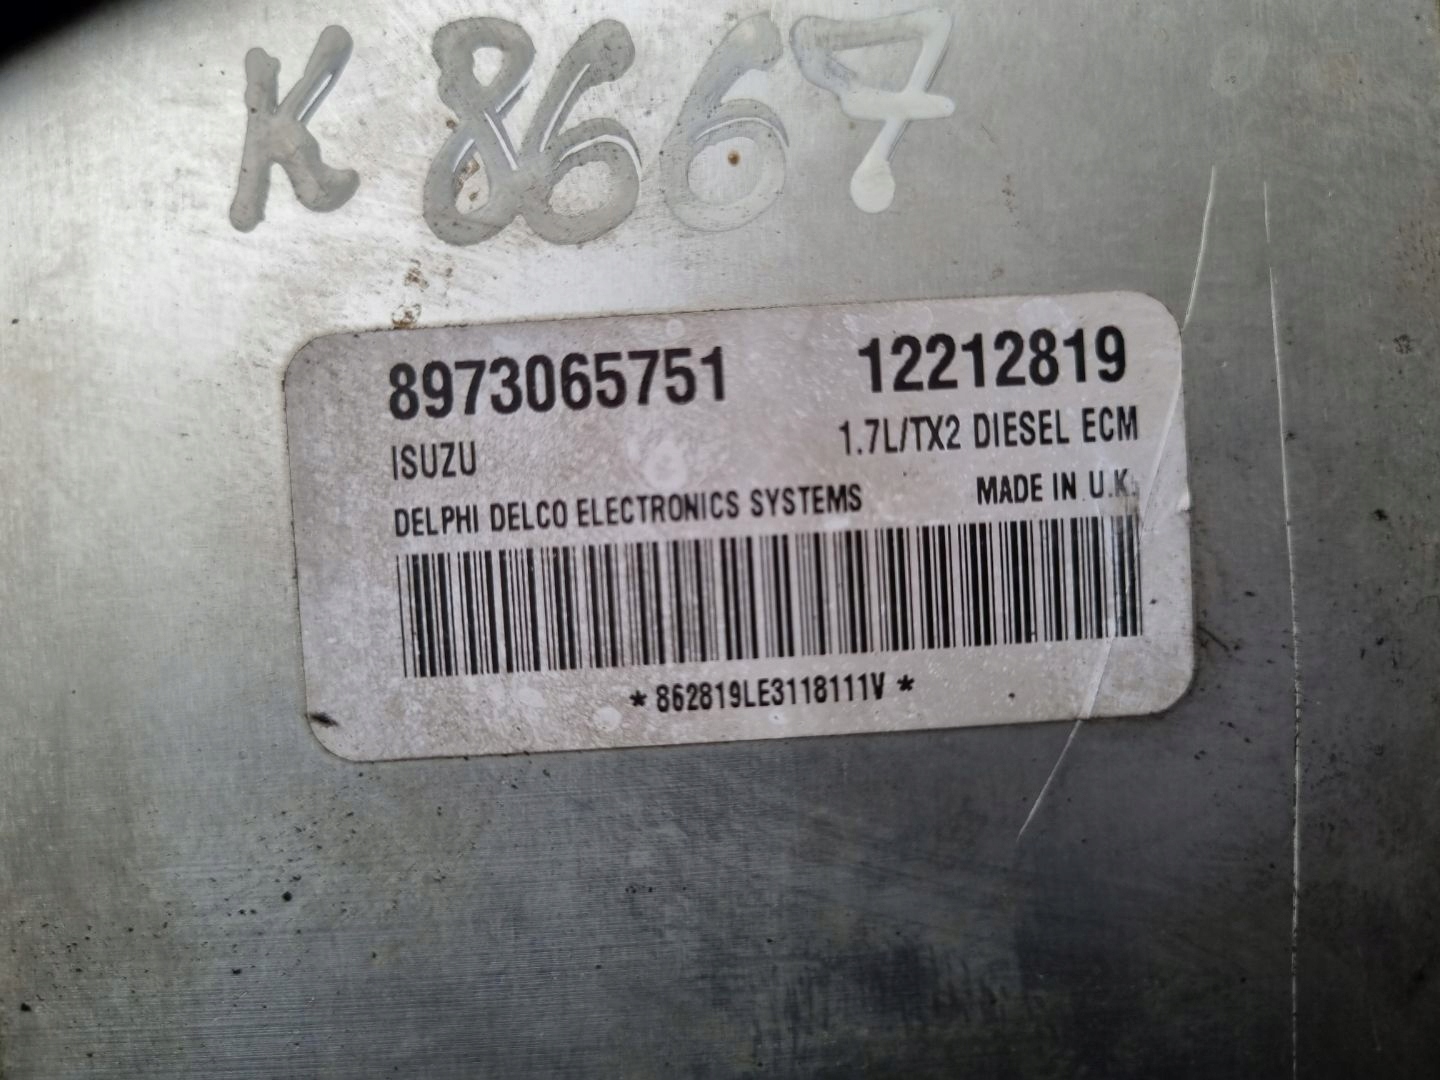 K 8667
8973065751 12212819
ISUZU 1.7L/TX2 DIESEL ECM
DELPHI DELCO ELECTRONICS SYSTEMS MADE IN U.K.
* 862819LE3118111V *